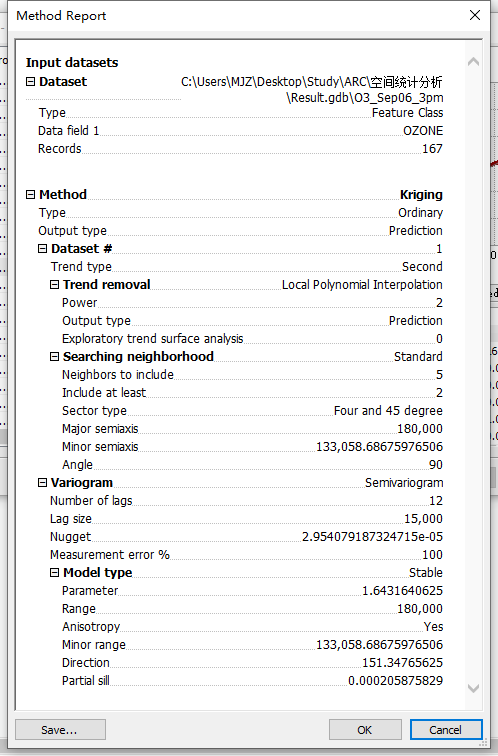 Method Report
Input datasets
Dataset C:\Users\MJZ\Desktop\Study\ARC\空间统计分析
\Result.gdb\O3_Sep06_3pm
Type Feature Class
Data field 1 OZONE
Records 167
Method Kriging
Type Ordinary
Output type Prediction
Dataset # 1
Trend type Second
Trend removal Local Polynomial Interpolation
Power 2
Output type Prediction
Exploratory trend surface analysis 0
Searching neighborhood Standard
Neighbors to include 5
Include at least 2
Sector type Four and 45 degree
Major semiaxis 180,000
Minor semiaxis 133,058.68675976506
Angle 90
Variogram Semivariogram
Number of lags 12
Lag size 15,000
Nugget 2.954079187324715e-05
Measurement error % 100
Model type Stable
Parameter 1.6431640625
Range 180,000
Anisotropy Yes
Minor range 133,058.68675976506
Direction 151.34765625
Partial sill 0.000205875829
Save... OK Cancel